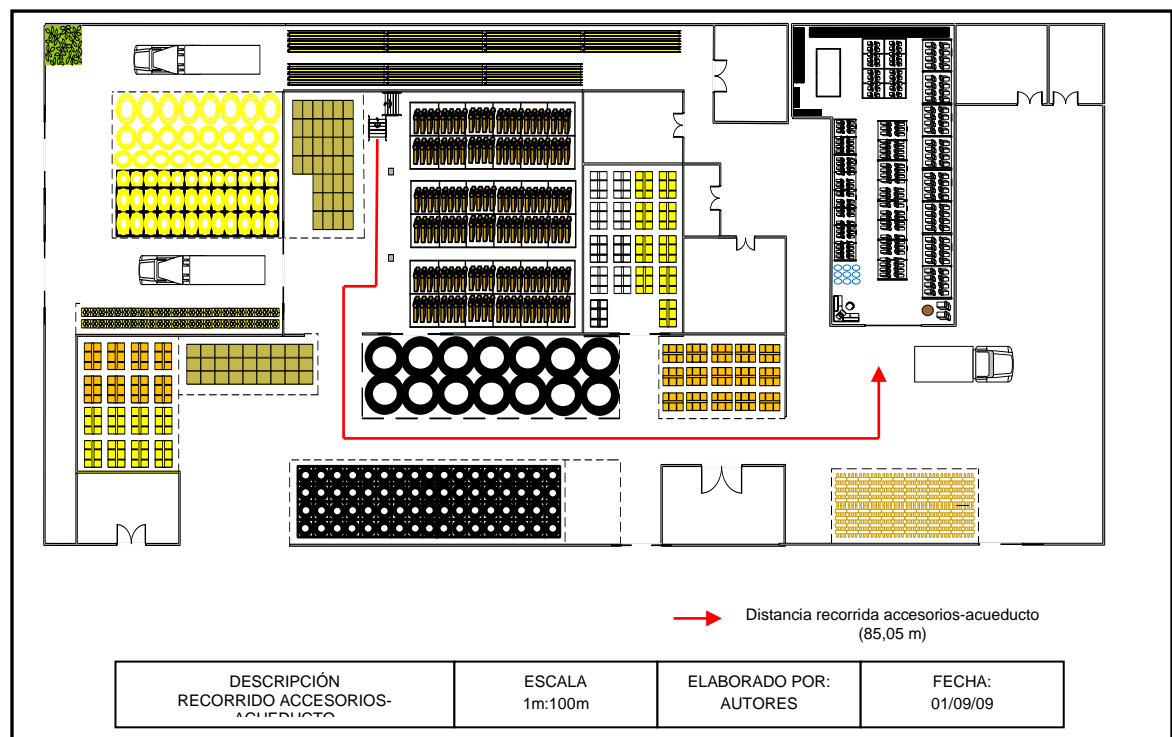 Distancia recorrida accesorios-acueducto
(85,05 m)
DESCRIPCIÓN
RECORRIDO ACCESORIOS-
ACUEDUCTO
ESCALA
1m:100m
ELABORADO POR:
AUTORES
FECHA:
01/09/09